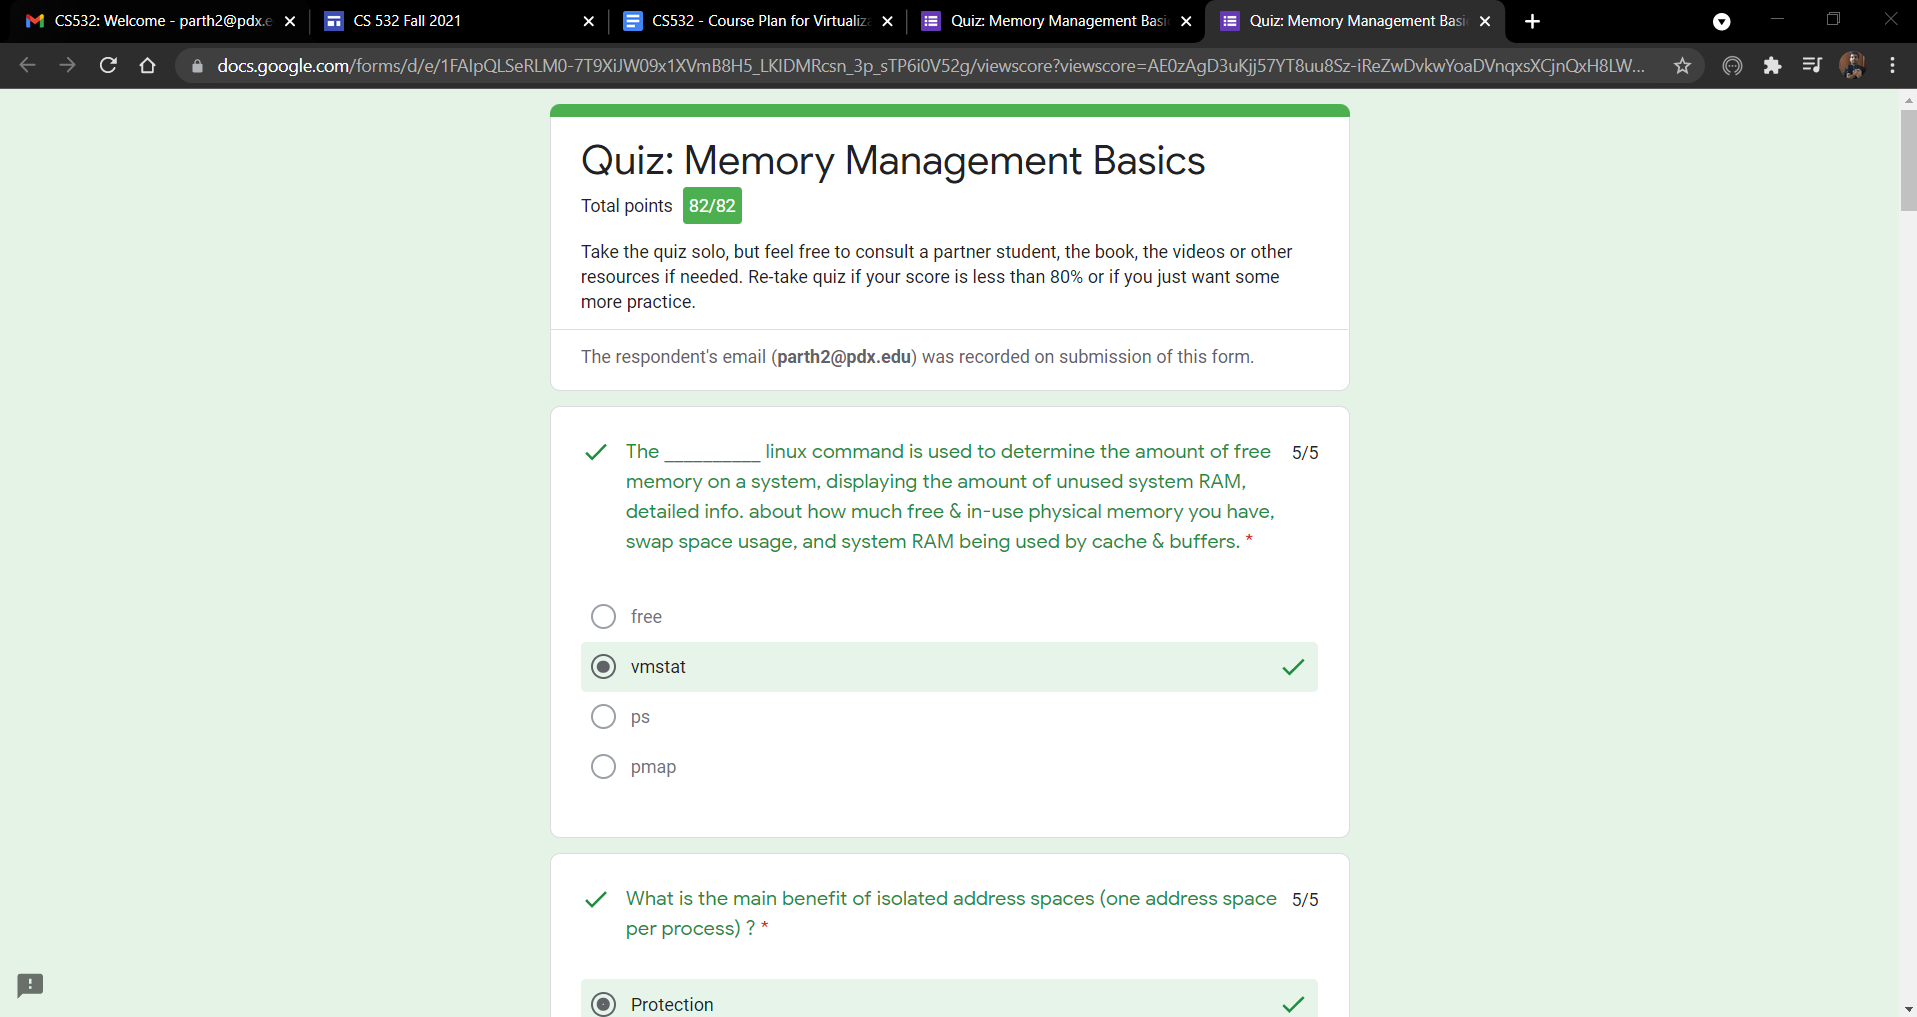 CS532: Welcome - parth2@pdx.e
CS 532 Fall 2021
CS532 - Course Plan for Virtualiza
Quiz: Memory Management Basi
Quiz: Memory Management Basi
docs.google.com/forms/d/e/1FAIpQLSeRLM0-7T9XiJW09x1XVmB8H5_LKIDMRcsn_3p_sTP6i0V52g/viewscore?viewscore=AE0zAgD3uKjj57YT8uu8Sz-iReZwDvkwYoaDVnqxsXCjnQxH8LW...
Quiz: Memory Management Basics
Total points 82/82
Take the quiz solo, but feel free to consult a partner student, the book, the videos or other
resources if needed. Re-take quiz if your score is less than 80% or if you just want some
more practice.
The respondent's email (parth2@pdx.edu) was recorded on submission of this form.
The __________ linux command is used to determine the amount of free 5/5
memory on a system, displaying the amount of unused system RAM,
detailed info. about how much free & in-use physical memory you have,
swap space usage, and system RAM being used by cache & buffers. *
free
vmstat
ps
pmap
What is the main benefit of isolated address spaces (one address space 5/5
per process) ? *
Protection